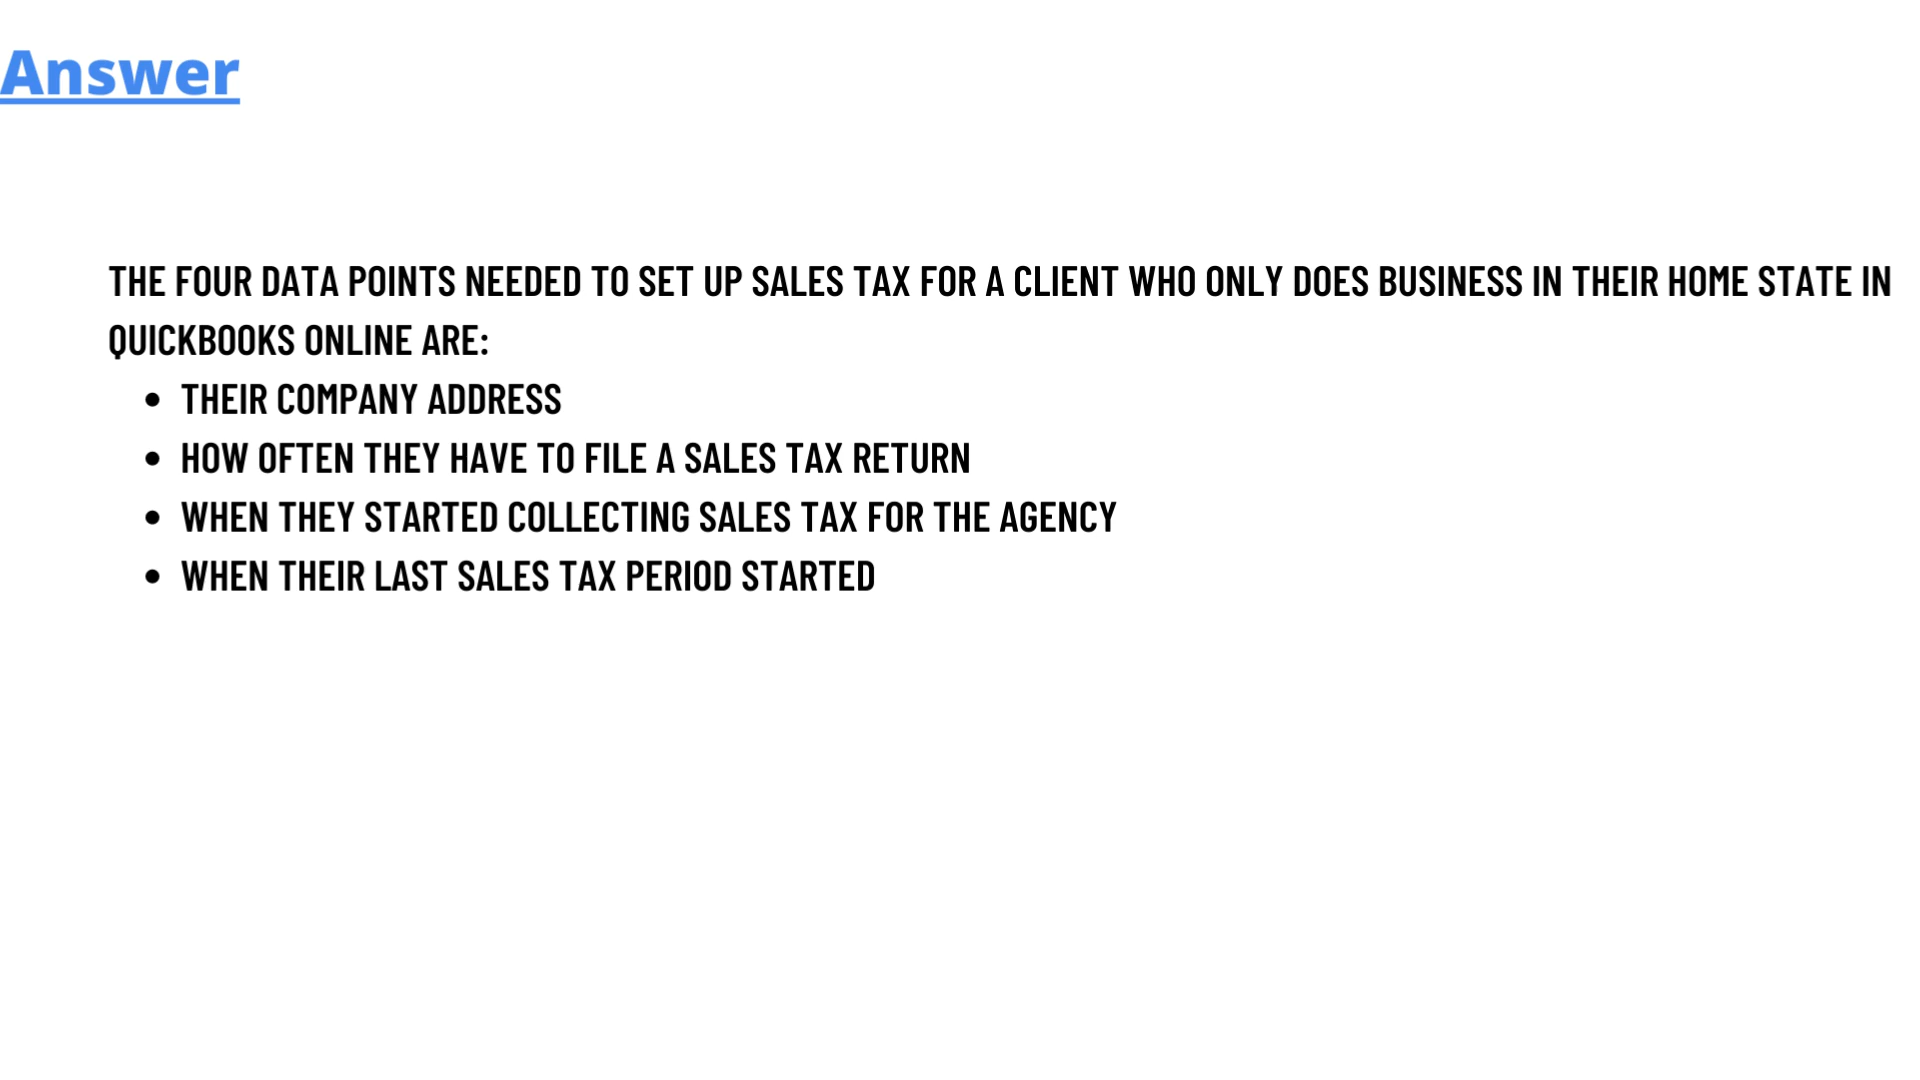 Answer
THE FOUR DATA POINTS NEEDED TO SET UP SALES TAX FOR A CLIENT WHO ONLY DOES BUSINESS IN THEIR HOME STATE IN
QUICKBOOKS ONLINE ARE:
• THEIR COMPANY ADDRESS
• HOW OFTEN THEY HAVE TO FILE A SALES TAX RETURN
• WHEN THEY STARTED COLLECTING SALES TAX FOR THE AGENCY
• WHEN THEIR LAST SALES TAX PERIOD STARTED